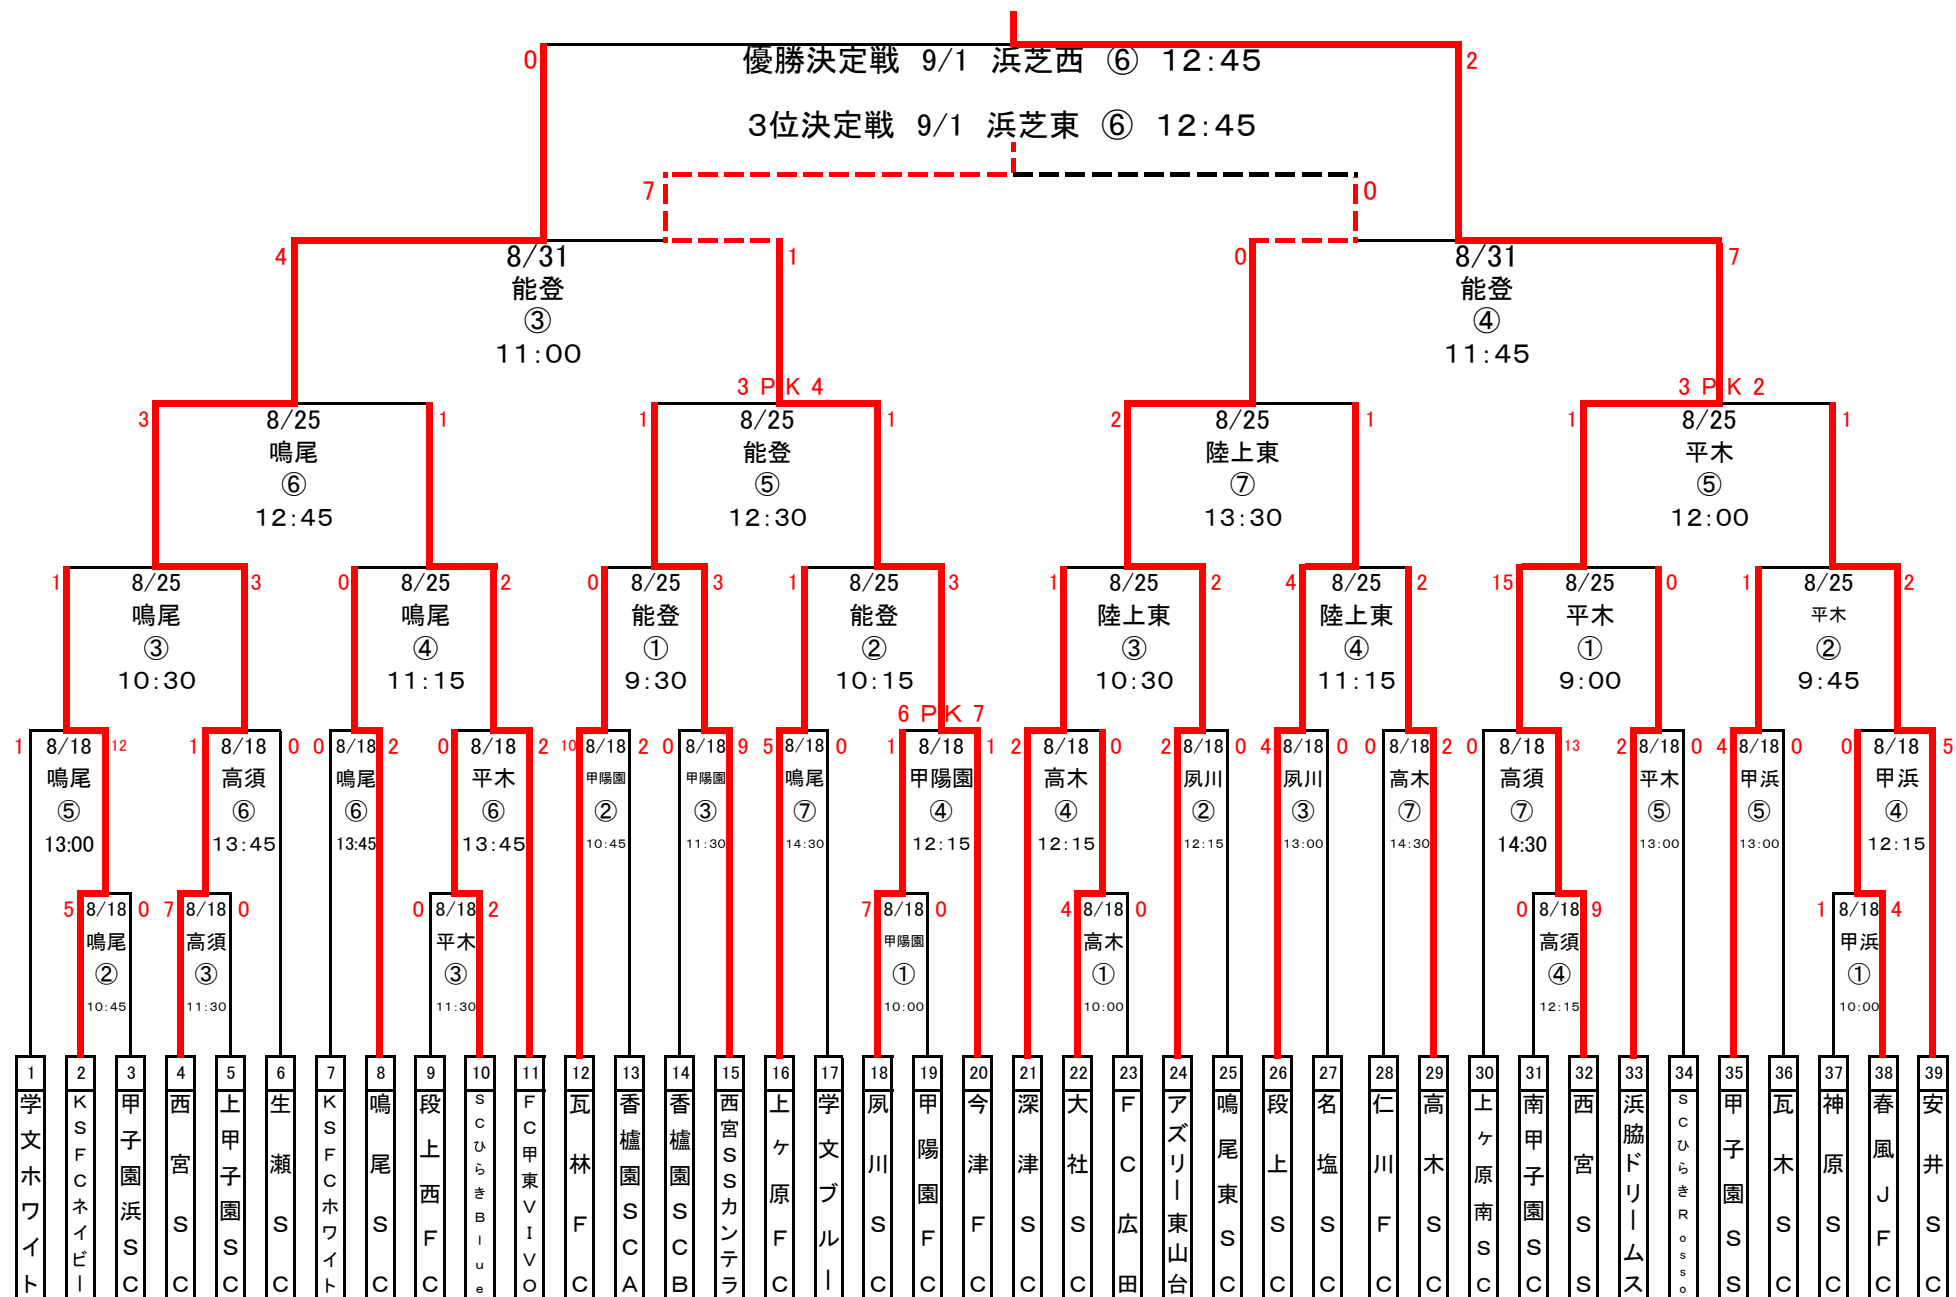 0 2
優勝決定戦 9/1 浜芝西 ⑥ 12:45
3位決定戦 9/1 浜芝東 ⑥ 12:45
7 0
4 8/31 1 0 8/31 7
能登 能登
③ ④
11:00 11:45
3 PK 4 3 PK 2
3 8/25 1 1 8/25 1 2 8/25 1 1 8/25 1
鳴尾 能登 陸上東 平木
⑥ ⑤ ⑦ ⑤
12:45 12:30 13:30 12:00
1 8/25 3 0 8/25 2 0 8/25 3 1 8/25 3 1 8/25 2 4 8/25 2 15 8/25 0 1 8/25 2
鳴尾 鳴尾 能登 能登 陸上東 陸上東 平木 平木
③ ④ ① ② ③ ④ ① ②
10:30 11:15 9:30 10:15 10:30 11:15 9:00 9:45
6 PK 7
1 8/18 12 1 8/18 0 0 8/18 2 0 8/18 2 10 8/18 2 0 8/18 9 5 8/18 0 1 8/18 1 2 8/18 0 2 8/18 0 4 8/18 0 0 8/18 2 0 8/18 13 2 8/18 0 4 8/18 0 0 8/18 5
鳴尾 高須 鳴尾 平木 甲陽園 甲陽園 鳴尾 甲陽園 高木 夙川 夙川 高木 高須 平木 甲浜 甲浜
⑤ ⑥ ⑥ ⑥ ② ③ ⑦ ④ ④ ② ③ ⑦ ⑦ ⑤ ⑤ ④
13:00 13:45 13:45 13:45 10:45 11:30 14:30 12:15 12:15 12:15 13:00 14:30 14:30 13:00 13:00 12:15
5 8/18 0 7 8/18 0 0 8/18 2 7 8/18 0 4 8/18 0 0 8/18 9 1 8/18 4
鳴尾 高須 平木 甲陽園 高木 高須 甲浜
② ③ ③ ① ① ④ ①
10:45 11:30 11:30 10:00 10:00 12:15 10:00
1 学文ホワイト
2 KSFCネイビー
3 甲子園浜SC
4 西宮SC
5 上甲子園SC
6 生瀬SC
7 KSFCホワイト
8 鳴尾SC
9 段上西FC
10 SCひらきBlue
11 FC甲東VIVO
12 瓦林FC
13 香櫨園SCA
14 香櫨園SCB
15 西宮SSカンテラ
16 上ヶ原FC
17 学文ブルー
18 夙川SC
19 甲陽園FC
20 今津FC
21 深津SC
22 大社SC
23 FC広田
24 アズリー東山台
25 鳴尾東SC
26 段上SC
27 名塩SC
28 仁川FC
29 高木SC
30 上ヶ原南SC
31 南甲子園SC
32 西宮SS
33 浜脇ドリームス
34 SCひらきRosso
35 甲子園SS
36 瓦木SC
37 神原SC
38 春風JFC
39 安井SC